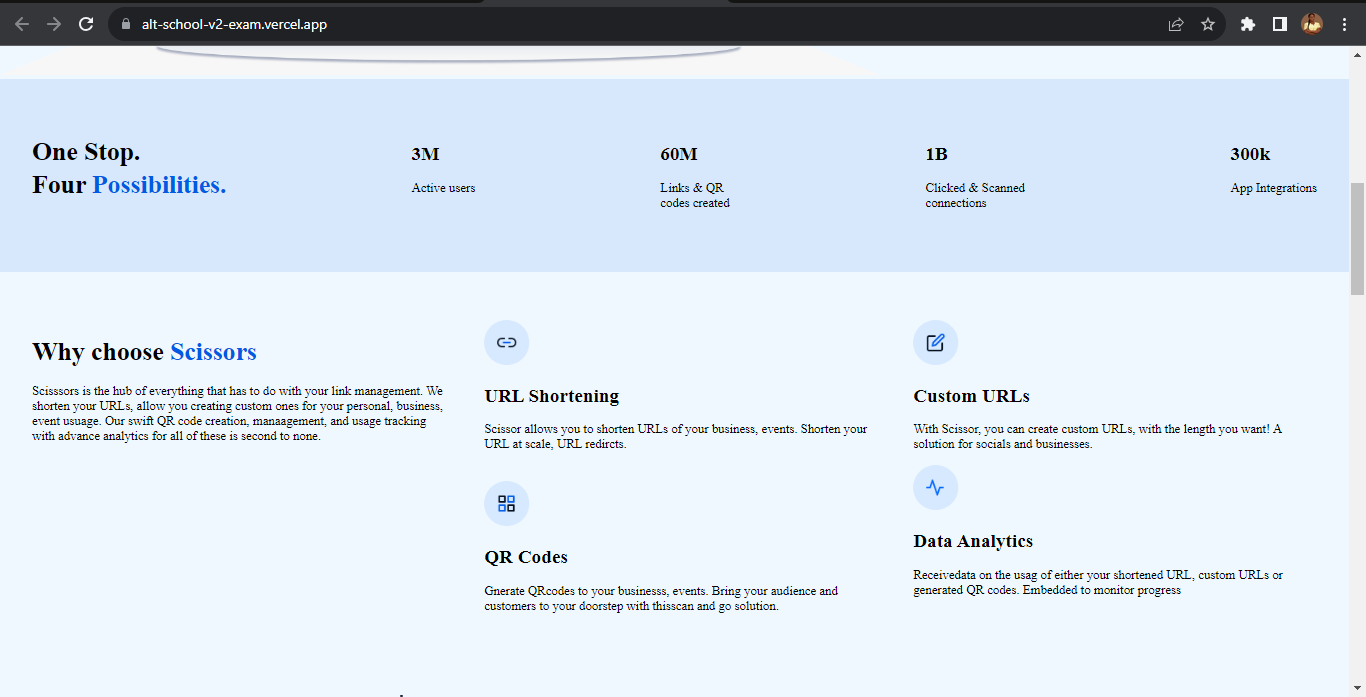 alt-school-v2-exam.vercel.app
One Stop.
Four Possibilities.
3M
Active users
60M
Links & QR
codes created
1B
Clicked & Scanned
connections
300k
App Integrations
Why choose Scissors
Scisssors is the hub of everything that has to do with your link management. We
shorten your URLs, allow you creating custom ones for your personal, business,
event usuage. Our swift QR code creation, manaagement, and usage tracking
with advance analytics for all of these is second to none.
URL Shortening
Scissor allows you to shorten URLs of your business, events. Shorten your
URL at scale, URL redircts.
Custom URLs
With Scissor, you can create custom URLs, with the length you want! A
solution for socials and businesses.
QR Codes
Gnerate QRcodes to your businesss, events. Bring your audience and
customers to your doorstep with thisscan and go solution.
Data Analytics
Receivedata on the usag of either your shortened URL, custom URLs or
generated QR codes. Embedded to monitor progress